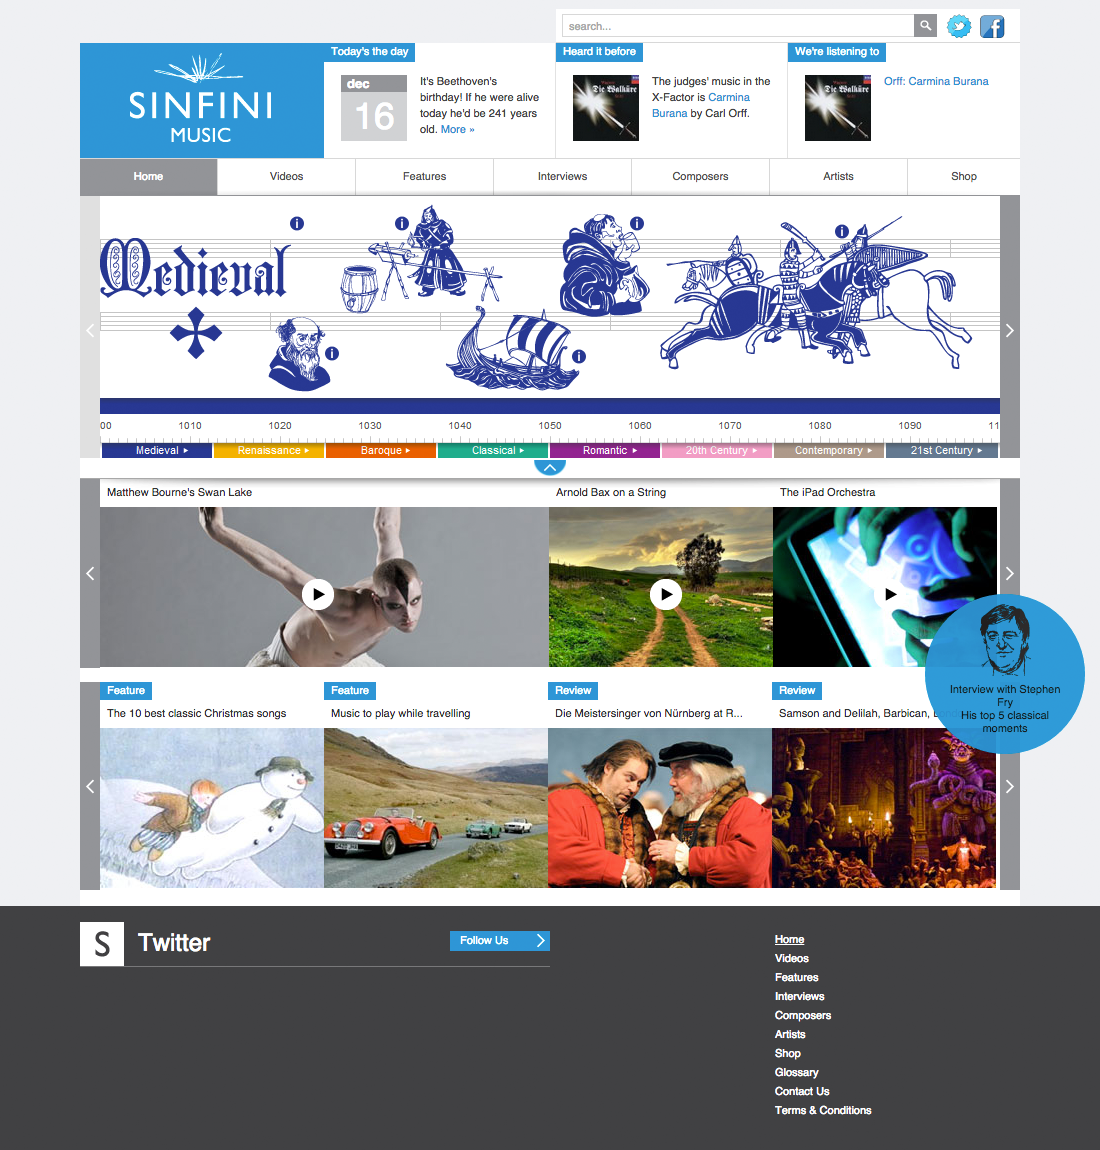 search...
SINFINI
MUSIC
Today's the day
dec
16
It's Beethoven's
birthday! If he were alive
today he'd be 241 years
old. More »
Heard it before
Die Walküre
The judges' music in the
X-Factor is Carmina
Burana by Carl Orff.
We're listening to
Die Walküre
Orff: Carmina Burana
Home
Videos
Features
Interviews
Composers
Artists
Shop
Medieval
i
i
i
i
i
i
00 1010 1020 1030 1040 1050 1060 1070 1080 1090 11
Medieval
Renaissance
Baroque
Classical
Romantic
20th Century
Contemporary
21st Century
Matthew Bourne's Swan Lake
Arnold Bax on a String
The iPad Orchestra
Interview with Stephen
Fry
His top 5 classical
moments
Feature
The 10 best classic Christmas songs
Feature
Music to play while travelling
Review
Die Meistersinger von Nürnberg at R...
Review
Samson and Delilah, Barbican,
S
Twitter
Follow Us
Home
Videos
Features
Interviews
Composers
Artists
Shop
Glossary
Contact Us
Terms & Conditions